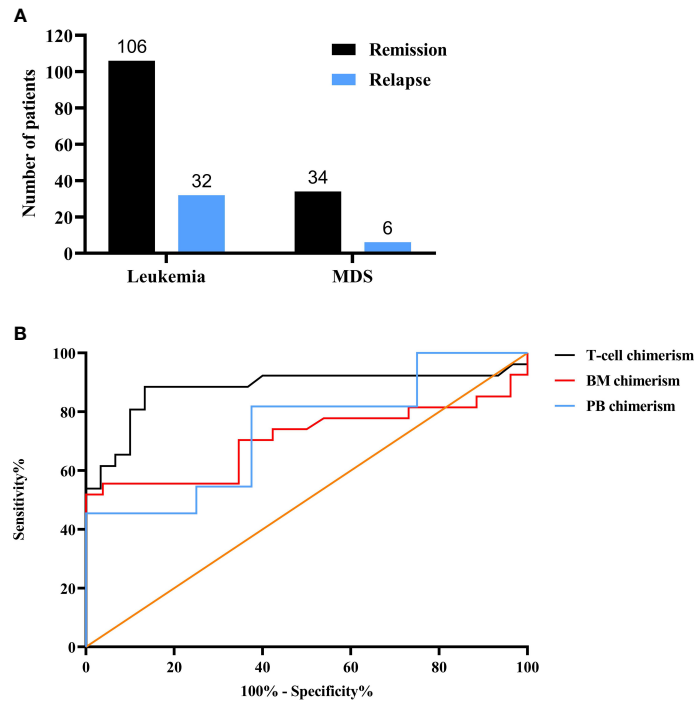 A
Number of patients
120
100
80
60
40
20
0
106
32
34
6
Remission
Relapse
Leukemia
MDS
B
Sensitivity%
100
80
60
40
20
0
0 20 40 60 80 100
100% - Specificity%
T-cell chimerism
BM chimerism
PB chimerism